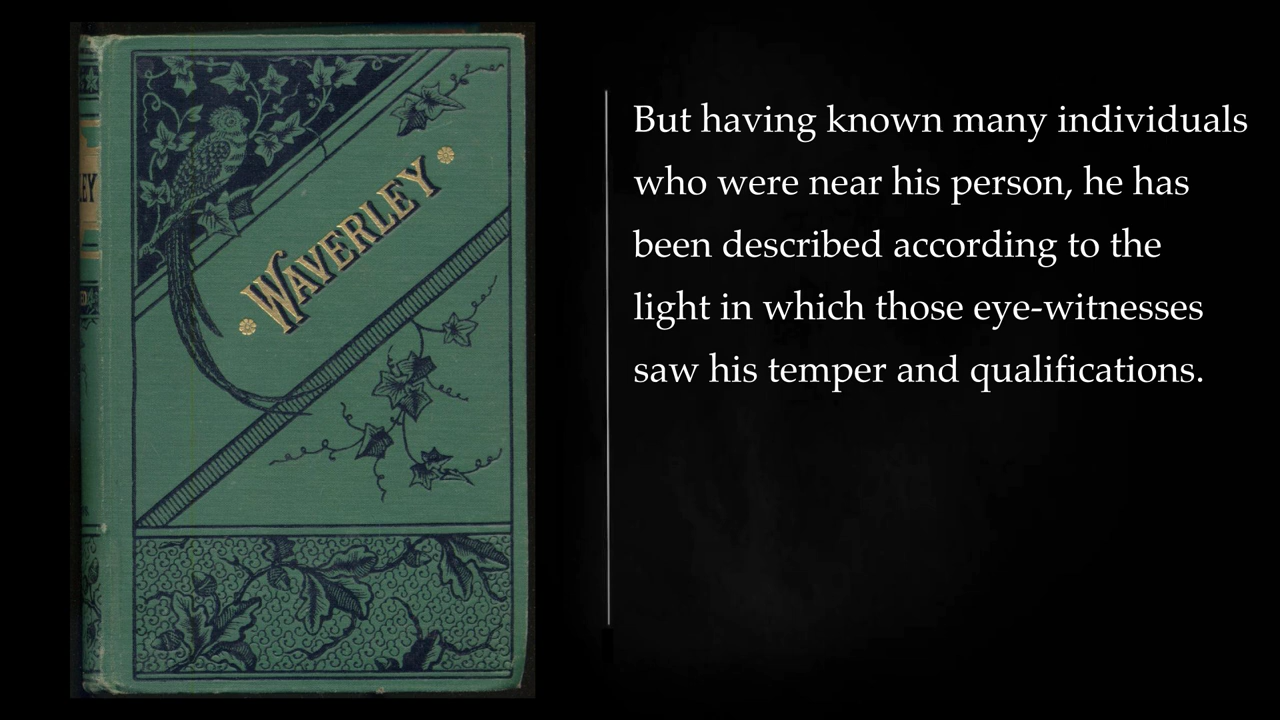 WAVERLEY
EY
But having known many individuals
who were near his person, he has
been described according to the
light in which those eye-witnesses
saw his temper and qualifications.